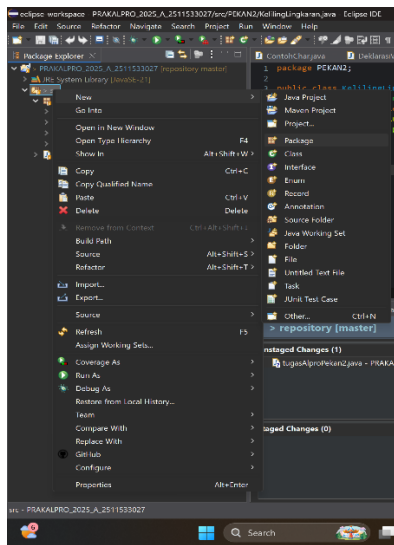 eclipse workspace - PRAKALPRO_2025_A_2511533027/src/PEKAN2/KelilingLingkaran.java - Eclipse IDE
File Edit Source Refactor Navigate Search Project Run Window Help
Package Explorer
ContohChar.java
PRAKALPRO_2025_A_2511533027 [repository master]
JRE System Library [JavaSE-21]
1 package PEKAN2;
2
public class
New
Go Into
Open in New Window
Open Type Hierarchy F4
Show In Alt+Shift+W >
Copy Ctrl+C
Copy Qualified Name
Paste Ctrl+V
Delete Delete
Remove from Context Ctrl+Alt+Shift+↓
Build Path
Source Alt+Shift+S >
Refactor Alt+Shift+T >
Import...
Export...
Source
Refresh F5
Assign Working Sets...
Coverage As
Run As
Debug As
Restore from Local History...
Team
Compare With
Replace With
GitHub
Configure
Properties Alt+Enter
Java Project
Maven Project
Project...
Package
Class
Interface
Enum
Record
Annotation
Source Folder
Java Working Set
Folder
File
Untitled Text File
Task
JUnit Test Case
Other... Ctrl+N
> repository [master]
nstaged Changes (1)
tugasAlproPekan2.java - PRAKA
taged Changes (0)
src - PRAKALPRO_2025_A_2511533027
Search